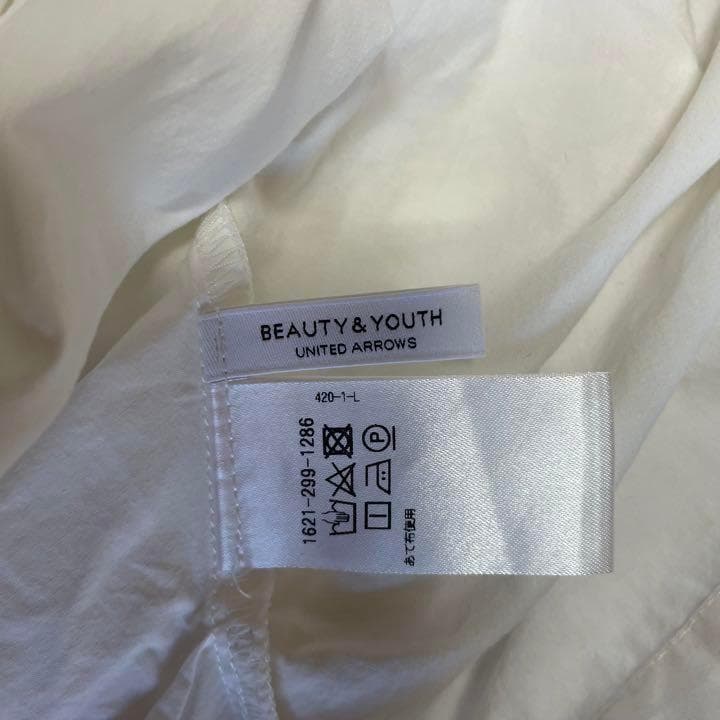 BEAUTY & YOUTH
UNITED ARROWS
420-1-L
1621-299-1286
P
あて布使用